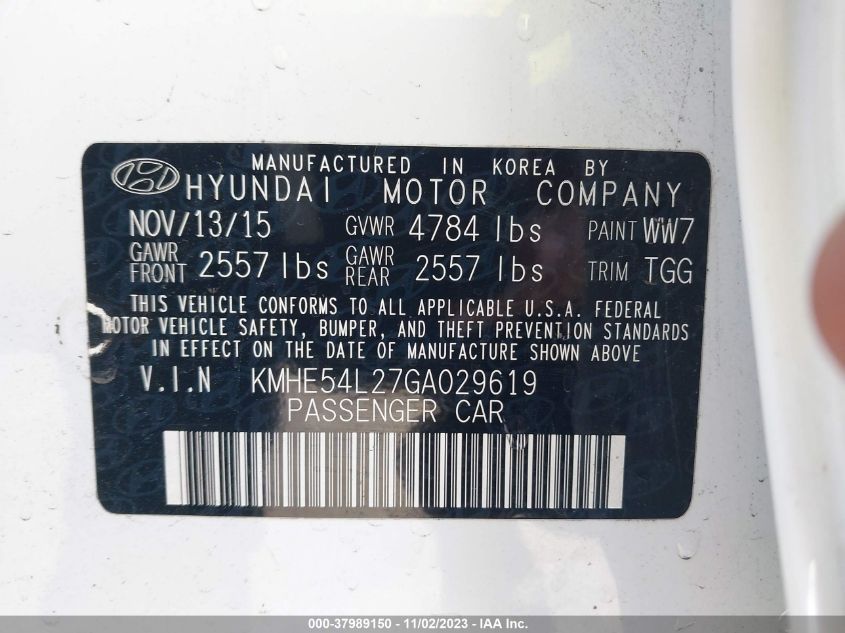 MANUFACTURED IN KOREA BY
HYUNDAI MOTOR COMPANY
NOV/13/15 GVWR 4784 lbs PAINT WW7
GAWR FRONT 2557 lbs GAWR REAR 2557 lbs TRIM TGG
THIS VEHICLE CONFORMS TO ALL APPLICABLE U.S.A. FEDERAL
MOTOR VEHICLE SAFETY, BUMPER, AND THEFT PREVENTION STANDARDS
IN EFFECT ON THE DATE OF MANUFACTURE SHOWN ABOVE
V.I.N KMHE54L27GA029619
PASSENGER CAR
000-37989150 - 11/02/2023 - IAA Inc.